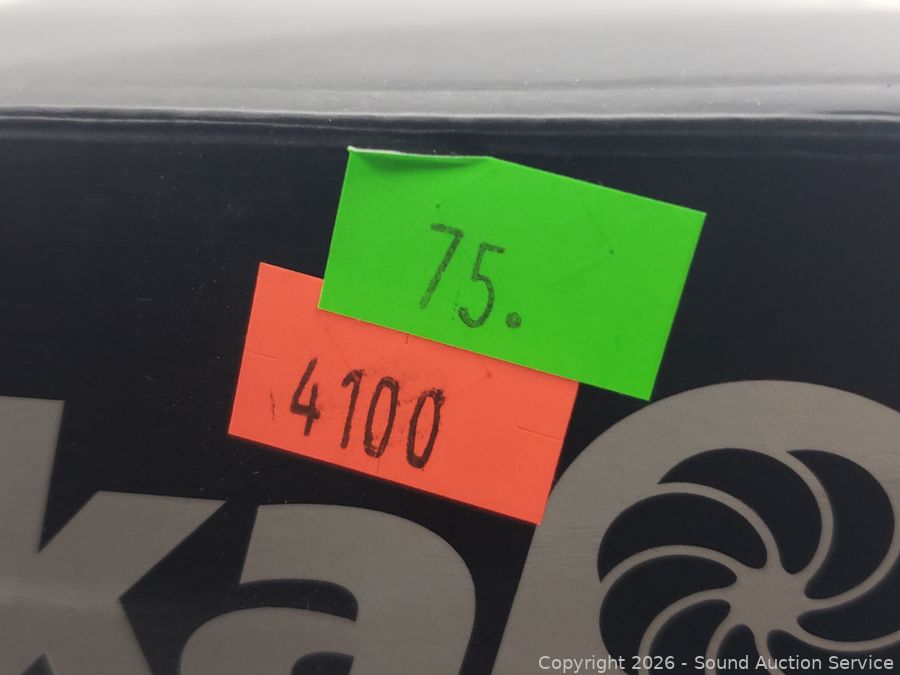 75.
4100
ka
Copyright 2026 - Sound Auction Service